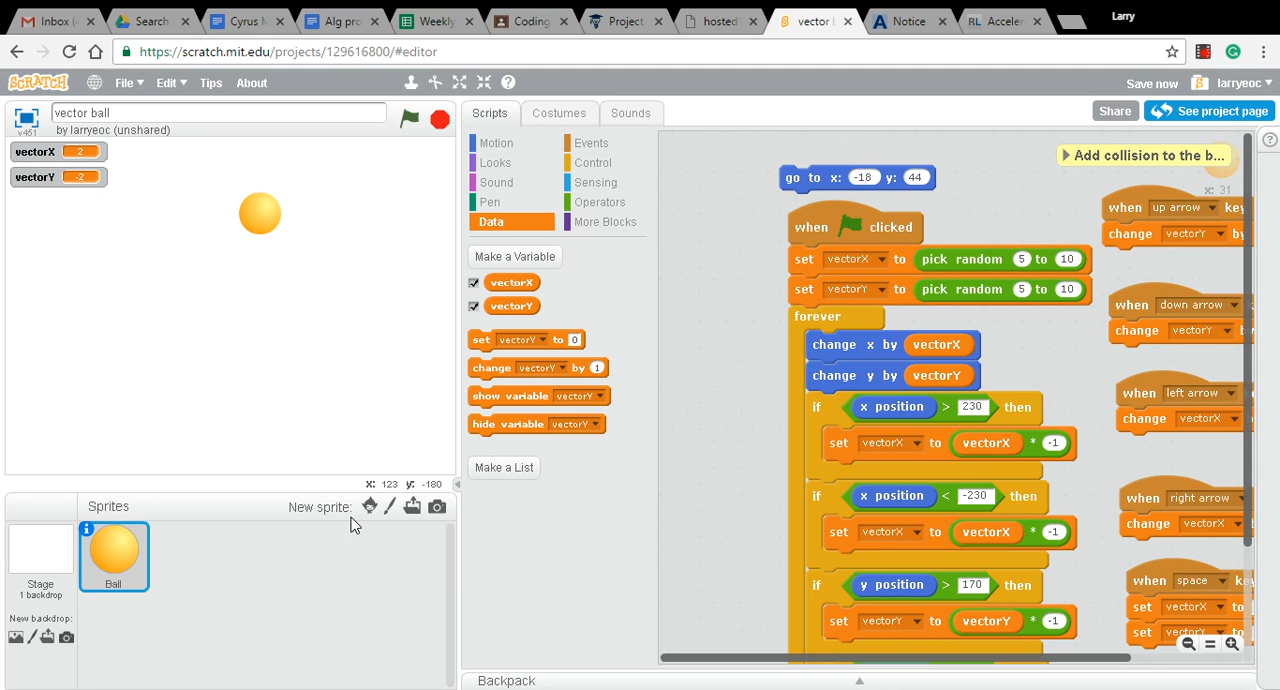 Inbox (
Search
Cyrus M
Alg pro
Weekly
Coding
Project
hosted
vector b
Notice
RL Acceler
Larry
https://scratch.mit.edu/projects/129616800/#editor
SCRATCH File Edit Tips About Save now larryeoc
vector ball
v451 by larryeoc (unshared)
Scripts Costumes Sounds
Share See project page
vectorX 2
vectorY -2
x: 123 y: -180
Motion Events
Looks Control
Sound Sensing
Pen Operators
Data More Blocks
Make a Variable
vectorX
vectorY
set vectorY to 0
change vectorY by 1
show variable vectorY
hide variable vectorY
Make a List
go to x: -18 y: 44
when clicked
set vectorX to pick random 5 to 10
set vectorY to pick random 5 to 10
forever
change x by vectorX
change y by vectorY
if x position > 230 then
set vectorX to vectorX * -1
if x position < -230 then
set vectorX to vectorX * -1
if y position > 170 then
set vectorY to vectorY * -1
Add collision to the b...
x: 31
when up arrow key
change vectorY by
when down arrow
change vectorY b
when left arrow
change vectorX
when right arrow
change vectorX
when space key
set vectorX to
set vectorY to
Sprites New sprite:
Ball
Stage
1 backdrop
New backdrop:
Backpack